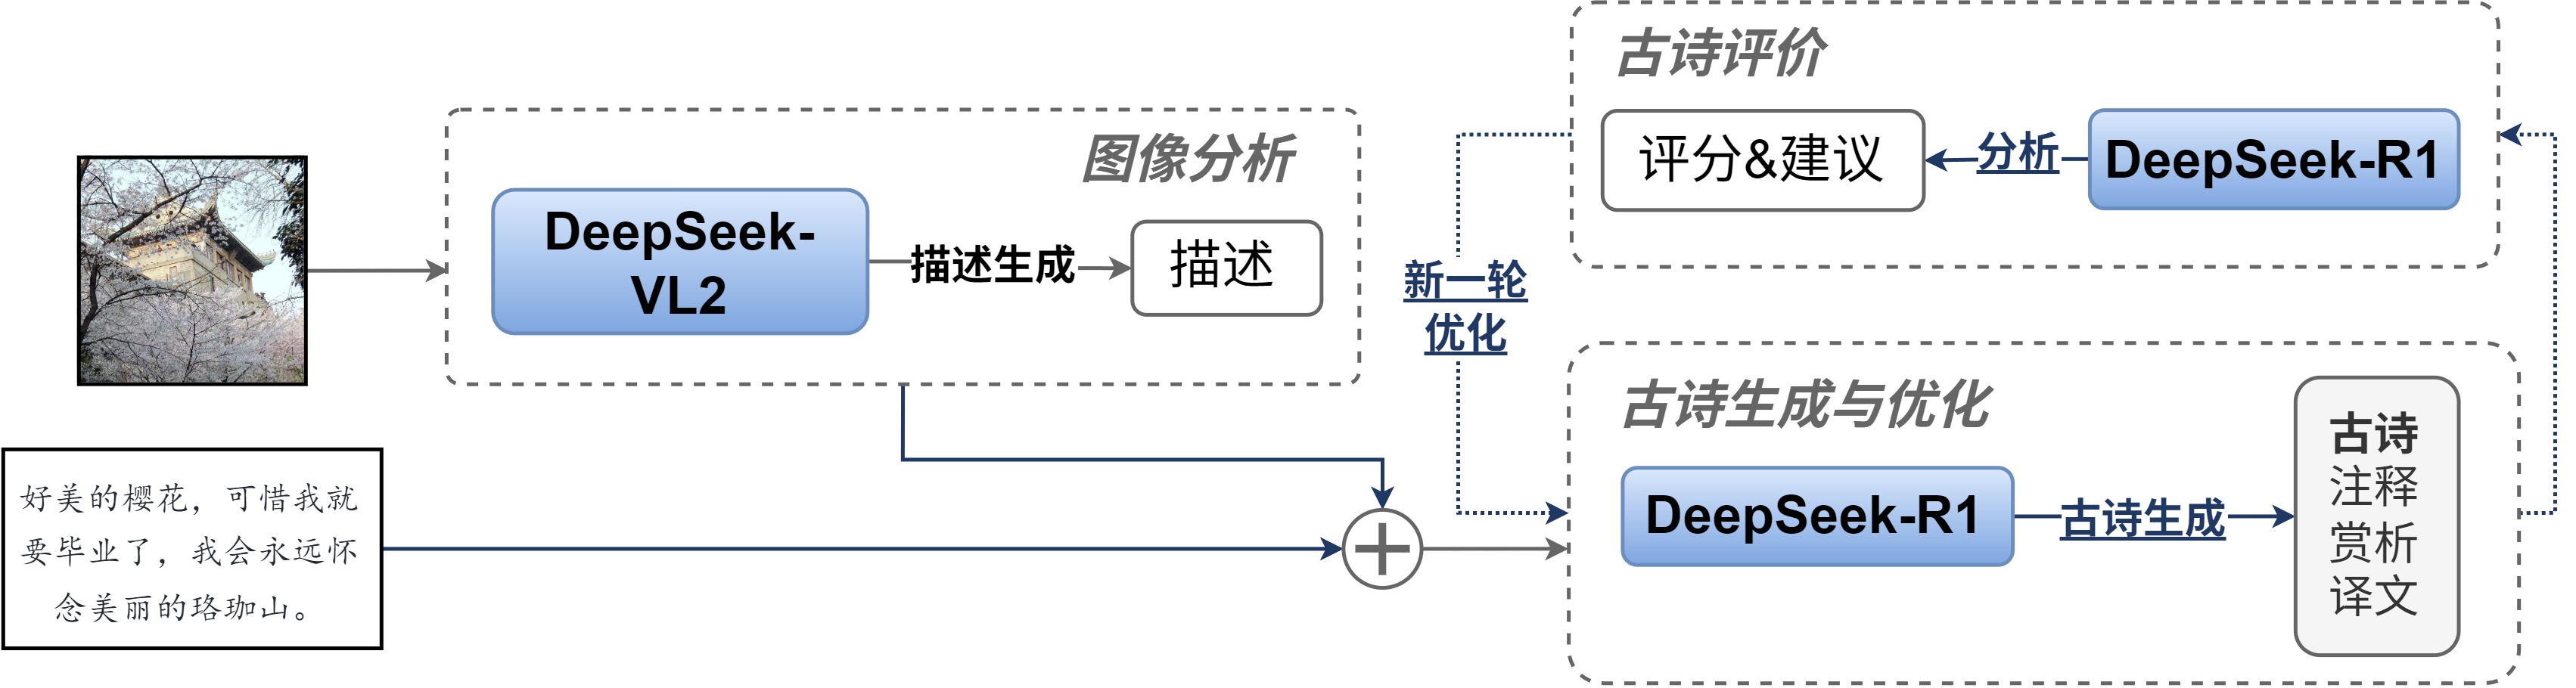 图像分析
DeepSeek-
VL2
描述生成
描述
好美的樱花，可惜我就
要毕业了，我会永远怀
念美丽的珞珈山。
古诗评价
评分&建议
分析
DeepSeek-R1
新一轮
优化
古诗生成与优化
DeepSeek-R1
古诗生成
古诗
注释
赏析
译文